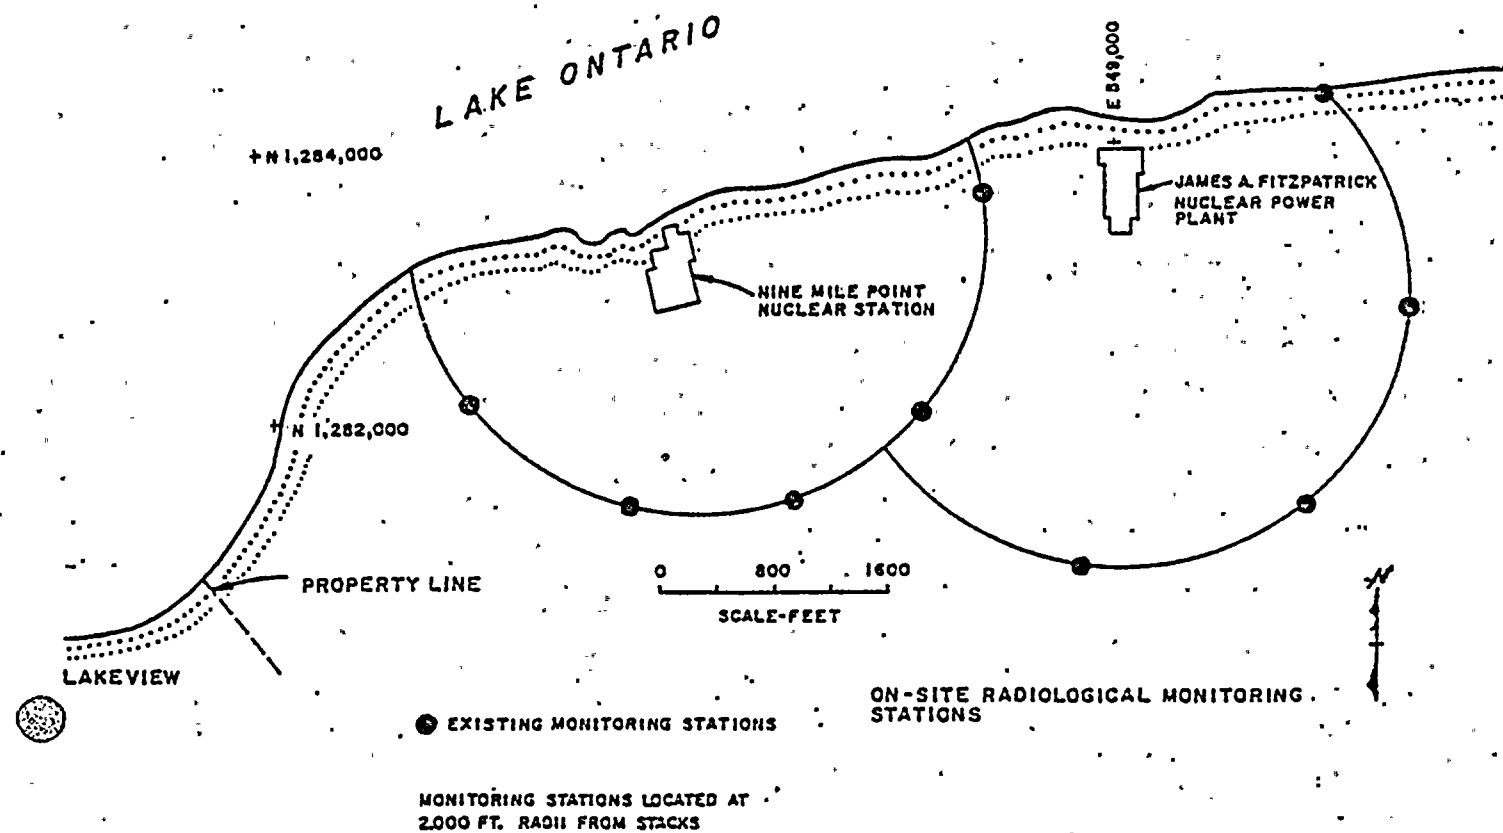 LAKE ONTARIO
E 849,000
+N 1,284,000
JAMES A. FITZPATRICK
NUCLEAR POWER
PLANT
NINE MILE POINT
NUCLEAR STATION
+ N 1,282,000
0 800 1600
SCALE-FEET
PROPERTY LINE
LAKEVIEW
N
ON-SITE RADIOLOGICAL MONITORING
STATIONS
EXISTING MONITORING STATIONS
MONITORING STATIONS LOCATED AT
2,000 FT. RADII FROM STACKS